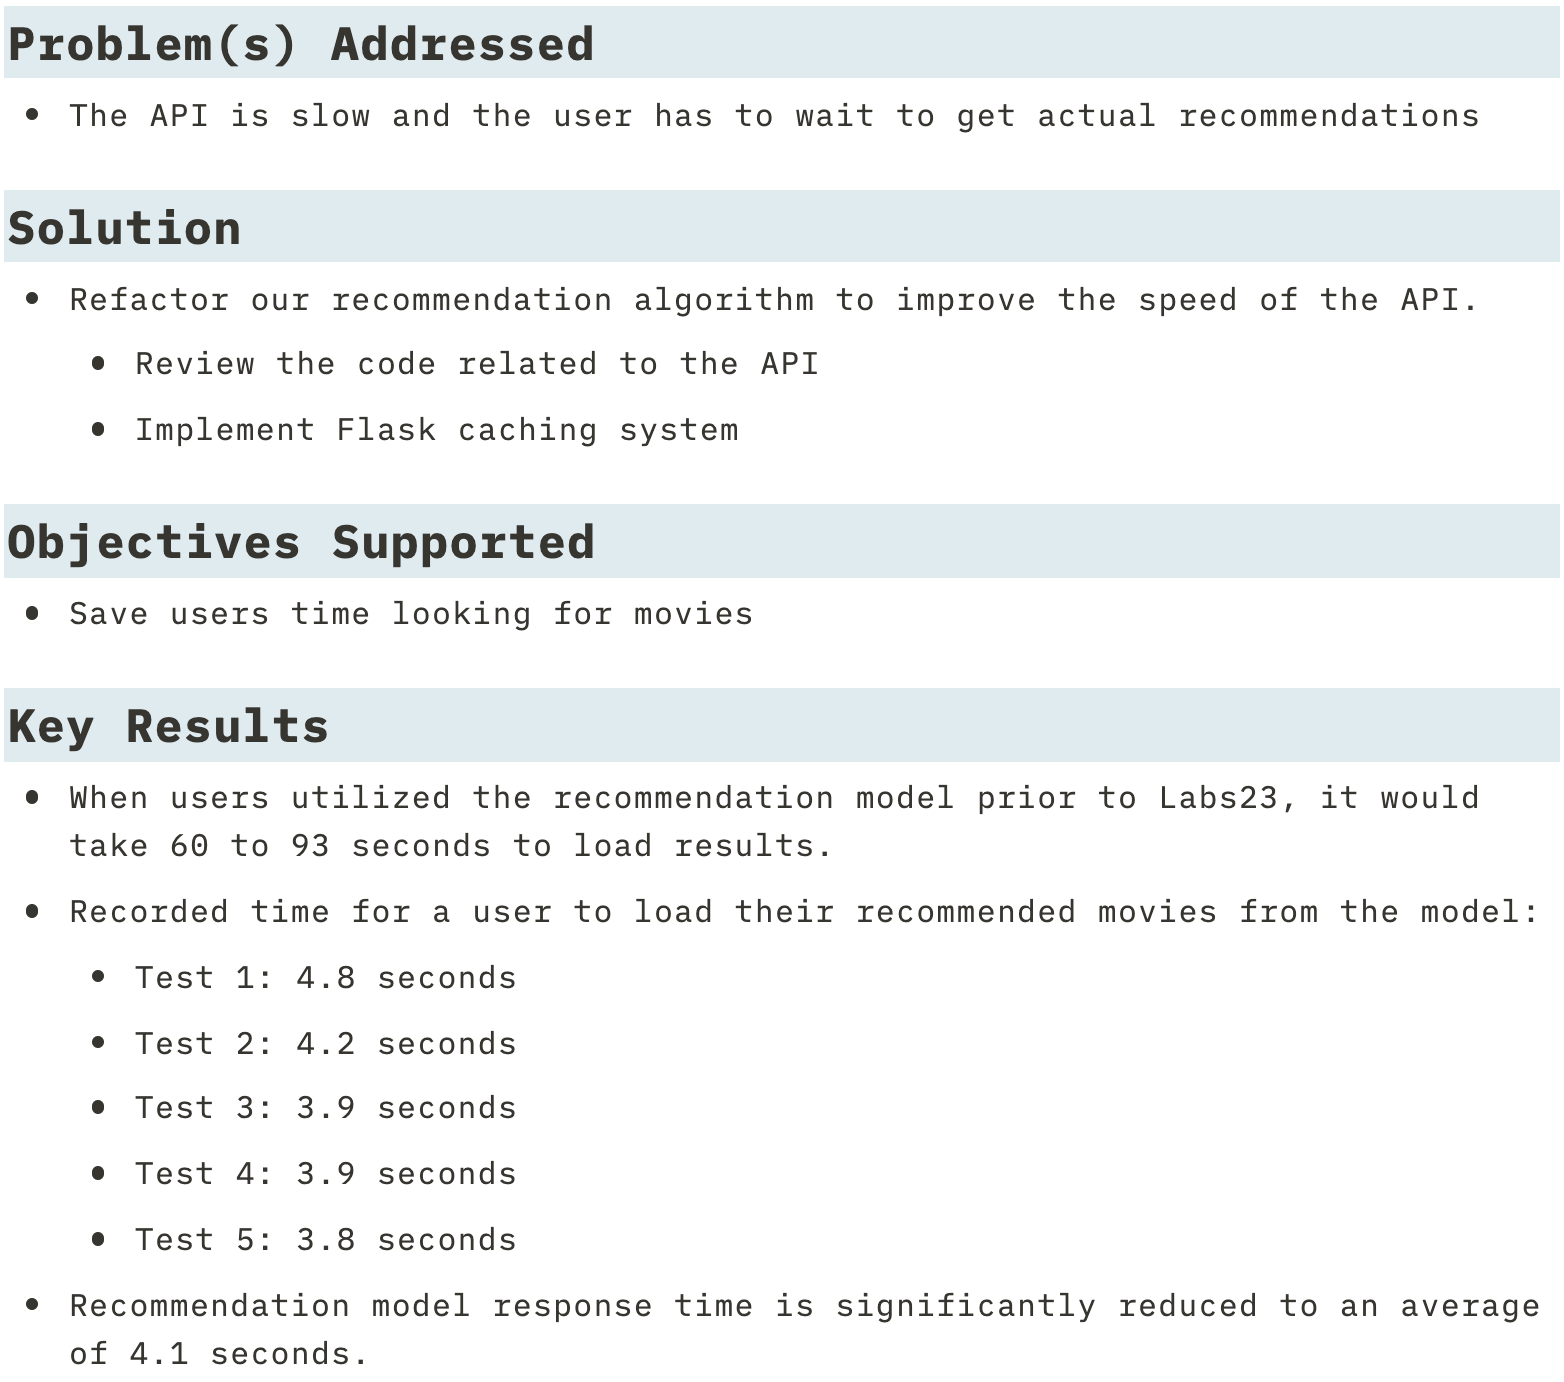 Problem(s) Addressed
• The API is slow and the user has to wait to get actual recommendations
Solution
• Refactor our recommendation algorithm to improve the speed of the API.
• Review the code related to the API
• Implement Flask caching system
Objectives Supported
• Save users time looking for movies
Key Results
• When users utilized the recommendation model prior to Labs23, it would
take 60 to 93 seconds to load results.
• Recorded time for a user to load their recommended movies from the model:
• Test 1: 4.8 seconds
• Test 2: 4.2 seconds
• Test 3: 3.9 seconds
• Test 4: 3.9 seconds
• Test 5: 3.8 seconds
• Recommendation model response time is significantly reduced to an average
of 4.1 seconds.